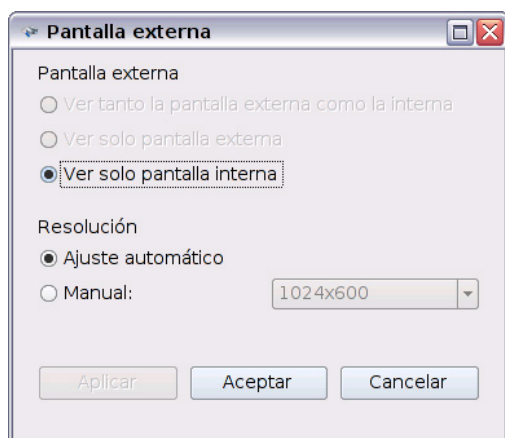 Pantalla externa
Pantalla externa
Ver tanto la pantalla externa como la interna
Ver solo pantalla externa
Ver solo pantalla interna
Resolución
Ajuste automático
Manual: 1024x600
Aplicar Aceptar Cancelar